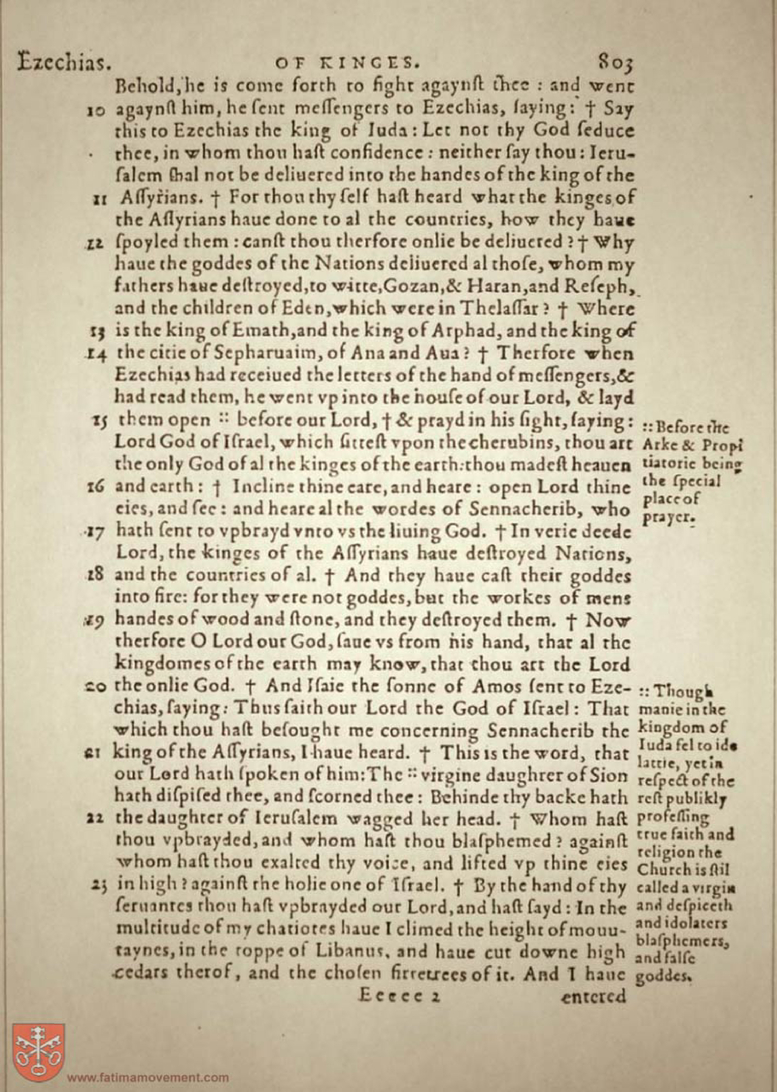 Ezechias. OF KINGES. 803
Behold, he is come forth to fight agaynſt thee : and went
10 agaynſt him, he ſent meſſengers to Ezechias, ſaying: † Say
this to Ezechias the king of Iuda: Let not thy God ſeduce
thee, in whom thou haſt confidence : neither ſay thou: Ieru-
ſalem ſhal not be deliuered into the handes of the king of the
11 Aſſyrians. † For thou thy ſelf haſt heard what the kinges of
the Aſſyrians haue done to al the countries, how they haue
12 ſpoyled them : canſt thou therfore onlie be deliuered ? † Why
haue the goddes of the Nations deliuered al thoſe, whom my
fathers haue deſtroyed, to witte, Gozan, & Haran, and Reſeph,
and the children of Eden, which were in Thelaſſar ? † Where
13 is the king of Emath, and the king of Arphad, and the king of
14 the citie of Sepharuaim, of Ana and Aua ? † Therfore when
Ezechias had receiued the letters of the hand of meſſengers, &
had read them, he went vp into the houſe of our Lord, & layd
15 them open :: before our Lord, † & prayd in his ſight, ſaying:
Lord God of Iſrael, which ſitteſt vpon the cherubins, thou art
the only God of al the kinges of the earth: thou madeſt heauen
16 and earth : † Incline thine eare, and heare : open Lord thine
eies, and ſee : and heare al the wordes of Sennacherib, who
17 hath ſent to vpbrayd vnto vs the liuing God. † In verie deede
Lord, the kinges of the Aſſyrians haue deſtroyed Nations,
18 and the countries of al. † And they haue caſt their goddes
into fire: for they were not goddes, but the workes of mens
19 handes of wood and ſtone, and they deſtroyed them. † Now
therfore O Lord our God, ſaue vs from his hand, that al the
kingdomes of the earth may know, that thou art the Lord
20 the onlie God. † And Iſaie the ſonne of Amos ſent to Eze-
chias, ſaying: Thus ſaith our Lord the God of Iſrael: That
which thou haſt beſought me concerning Sennacherib the
21 king of the Aſſyrians, I haue heard. † This is the word, that
our Lord hath ſpoken of him: The :: virgine daughter of Sion
hath diſpiſed thee, and ſcorned thee : Behinde thy backe hath
22 the daughter of Ieruſalem wagged her head. † Whom haſt
thou vpbrayded, and whom haſt thou blaſphemed ? againſt
whom haſt thou exalted thy voice, and lifted vp thine eies
23 in high ? againſt the holie one of Iſrael. † By the hand of thy
ſeruantes thou haſt vpbrayded our Lord, and haſt ſayd: In the
multitude of my chariotes haue I climed the height of moun-
taynes, in the toppe of Libanus, and haue cut downe high
cedars therof, and the choſen firretrees of it. And I haue
Eeeee 2 entered
:: Before the
Arke & Propi
tiatorie being
the ſpecial
place of
prayer.
:: Though
manie in the
kingdom of
Iuda fel to ido
latrie, yet in
reſpect of the
reſt publikly
profeſſing
true faith and
religion the
Church is ſtil
called a virgin
and deſpiceth
and idolaters
blaſphemers,
and falſe
goddes.
www.fatimamovement.com